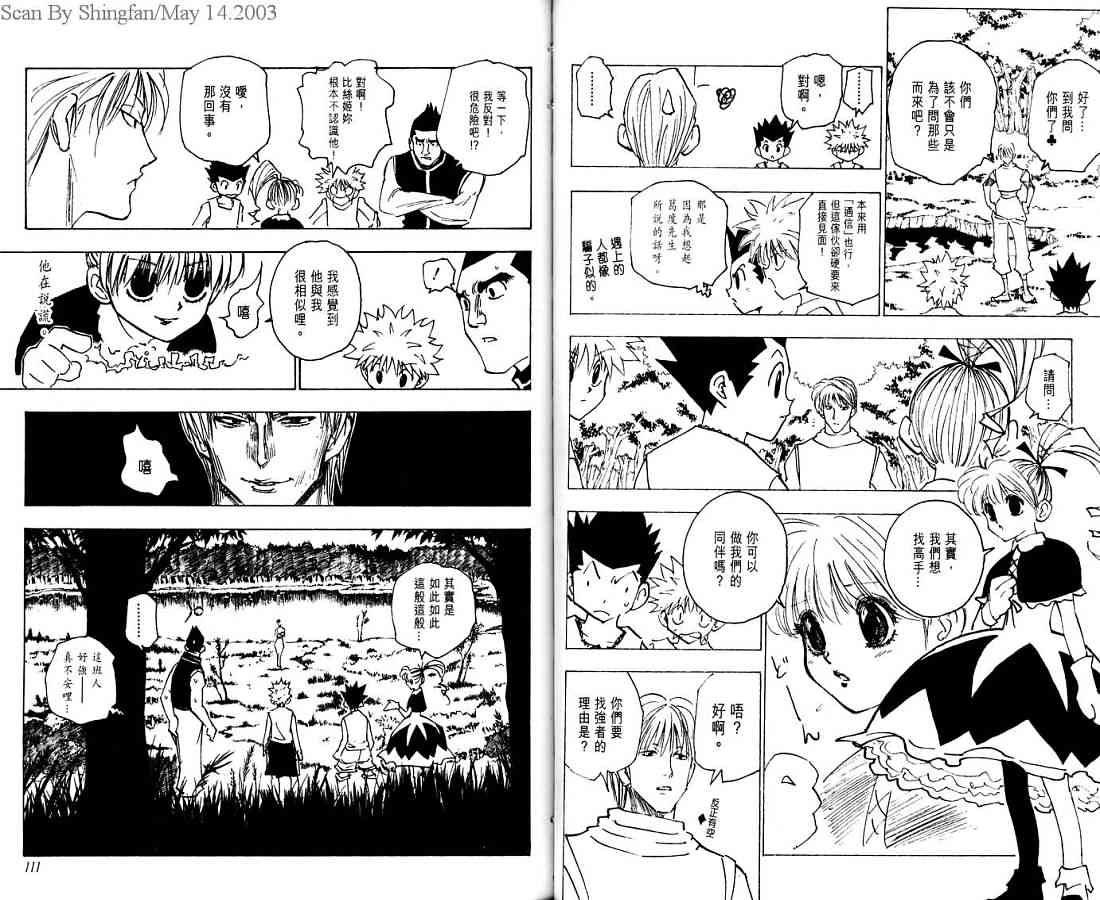 Scan By Shingfan/May 14.2003
好了…
到我問
你們了♣
你們
該不會只是
為了問那些
而來吧？
嗯，
對啊。
………
本來用
「通信」也行，
但這傢伙卻硬要來
直接見面！
那是
因為我想起
葛度先生
所說的話呀。
遇上的
人都像
騙子似的。
請問…
其實，
我們想
找高手…
你可以
做我們的
同伴嗎？
唔？
好啊。
反正有空
♦
你們要
找強者的
理由是？
等一下，
我反對！
很危險吧!?
對啊！
比絲姬妳
根本不認識他！
噯，
沒有
那回事。
！
我感覺到
他與我
很相似哩。
嘻
他在說謊。
嘻
其實是
如此如此
這般這般…
………
這班人
好強——
真不妥哩…
111